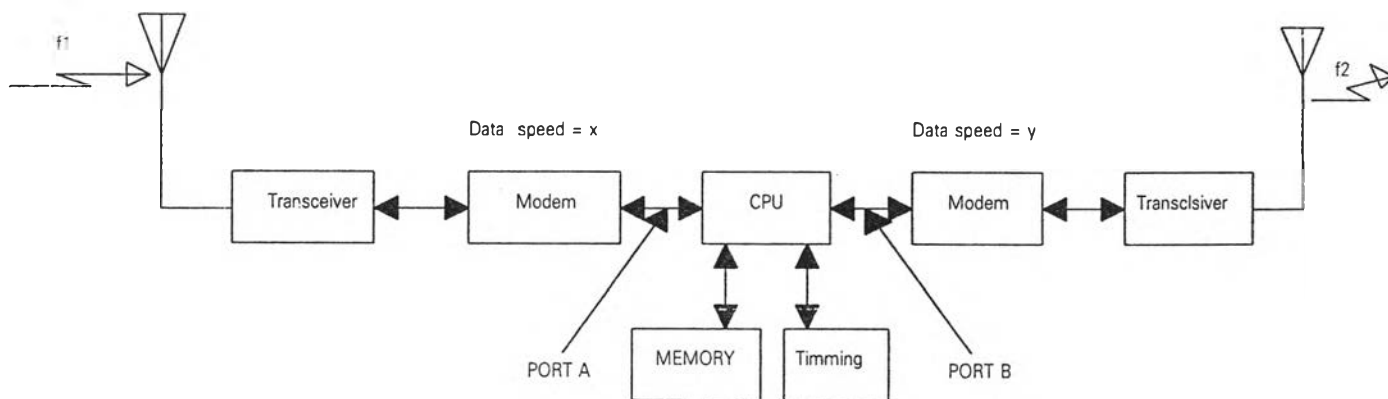 f1
f2
Data speed = x
Data speed = y
Transceiver
Modem
CPU
Modem
Transclsiver
PORT A
MEMORY
Timming
PORT B